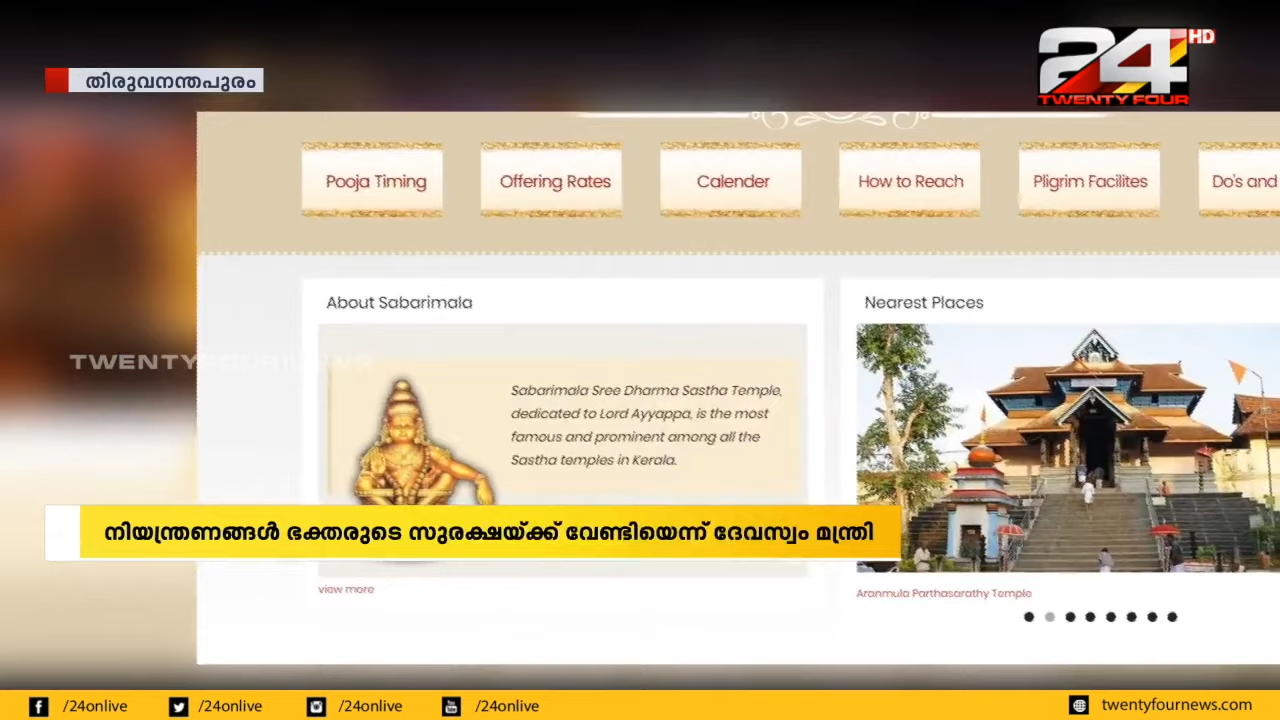 തിരുവനന്തപുരം
24 HD
TWENTY FOUR
Pooja Timing
Offering Rates
Calender
How to Reach
Pligrim Facilites
Do's and
About Sabarimala
Nearest Places
TWENTYFOURNEWS
Sabarimala Sree Dharma Sastha Temple,
dedicated to Lord Ayyappa, is the most
famous and prominent among all the
Sastha temples in Kerala.
നിയന്ത്രണങ്ങൾ ഭക്തരുടെ സുരക്ഷയ്ക്ക് വേണ്ടിയെന്ന് ദേവസ്വം മന്ത്രി
view more
Aranmula Parthasarathy Temple
/24onlive
/24onlive
/24onlive
/24onlive
twentyfournews.com